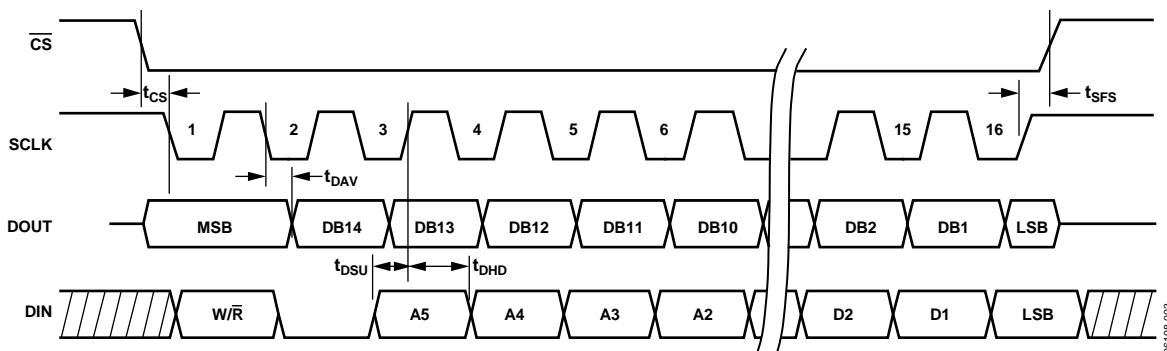 CS
tCS
tSFS
SCLK
1 2 3 4 5 6 15 16
tDAV
DOUT
MSB DB14 DB13 DB12 DB11 DB10 DB2 DB1 LSB
tDSU tDHD
DIN
W/R A5 A4 A3 A2 D2 D1 LSB